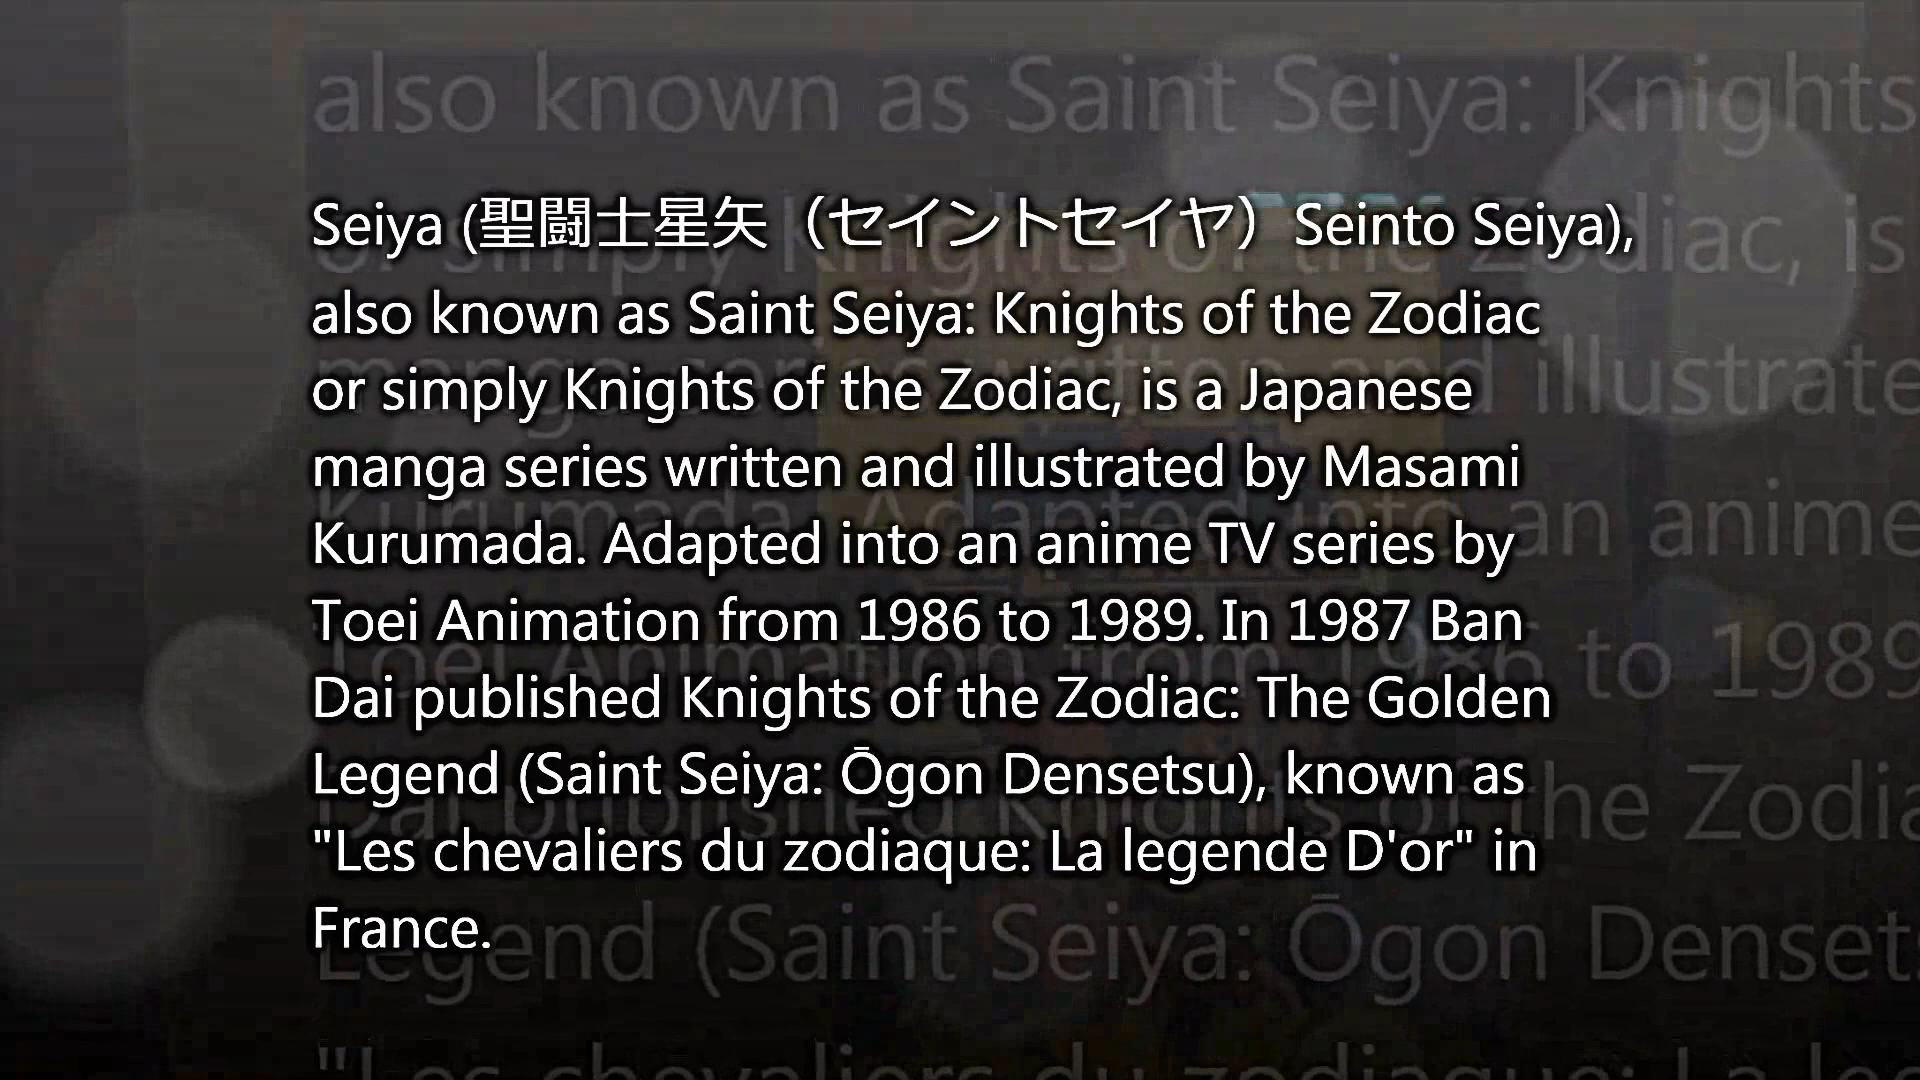 Seiya (聖闘士星矢（セイントセイヤ）Seinto Seiya),
also known as Saint Seiya: Knights of the Zodiac
or simply Knights of the Zodiac, is a Japanese
manga series written and illustrated by Masami
Kurumada. Adapted into an anime TV series by
Toei Animation from 1986 to 1989. In 1987 Ban
Dai published Knights of the Zodiac: The Golden
Legend (Saint Seiya: Ōgon Densetsu), known as
"Les chevaliers du zodiaque: La legende D'or" in
France.